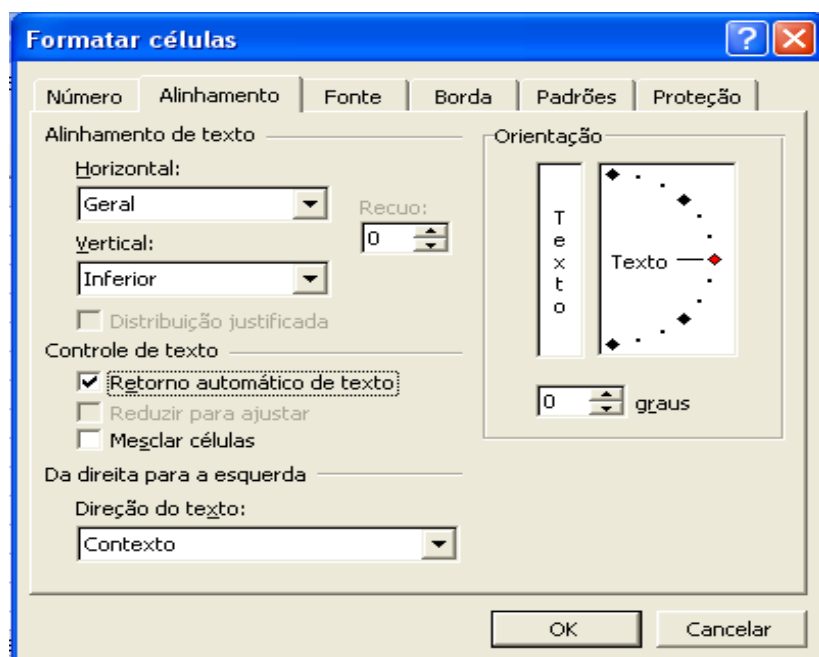 Formatar células
Número Alinhamento Fonte Borda Padrões Proteção
Alinhamento de texto
Horizontal:
Geral
Recuo:
0
Vertical:
Inferior
Distribuição justificada
Controle de texto
Retorno automático de texto
Reduzir para ajustar
Mesclar células
Da direita para a esquerda
Direção do texto:
Contexto
Orientação
T
e
x
t
o
Texto
0 graus
OK Cancelar